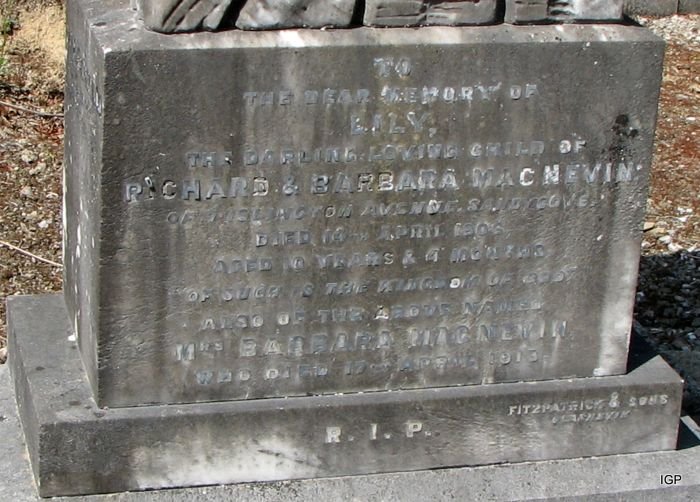 TO
THE DEAR MEMORY OF
LILY,
THE DARLING LOVING CHILD OF
RICHARD & BARBARA MACNEVIN
OF ISLINGTON AVENUE SANDYCOVE.
DIED 14TH APRIL 1906
AGED 10 YEARS & 4 MONTHS
"OF SUCH IS THE KINGDOM OF GOD"
ALSO OF THE ABOVE NAMED
MRS BARBARA MACNEVIN
WHO DIED 17TH APRIL 1913.
R. I. P.
FITZPATRICK & SONS
GLASNEVIN
IGP